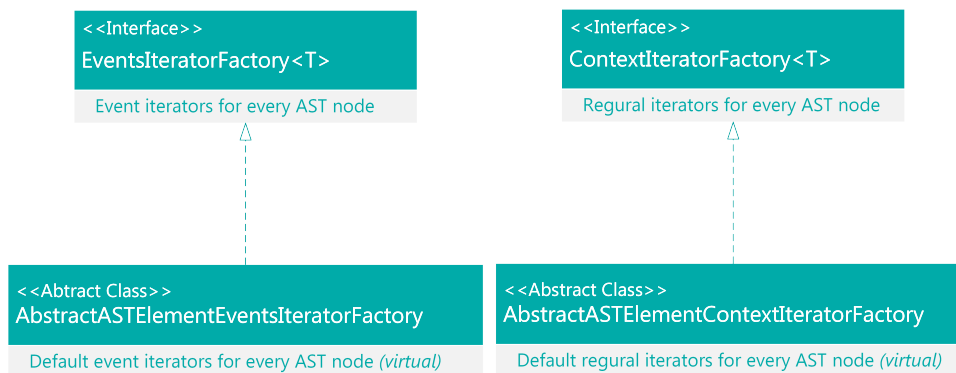 <<Interface>>
EventsIteratorFactory<T>
Event iterators for every AST node
<<Interface>>
ContextIteratorFactory<T>
Regural iterators for every AST node
<<Abtract Class>>
AbstractASTElementEventsIteratorFactory
Default event iterators for every AST node (virtual)
<<Abstract Class>>
AbstractASTElementContextIteratorFactory
Default regural iterators for every AST node (virtual)